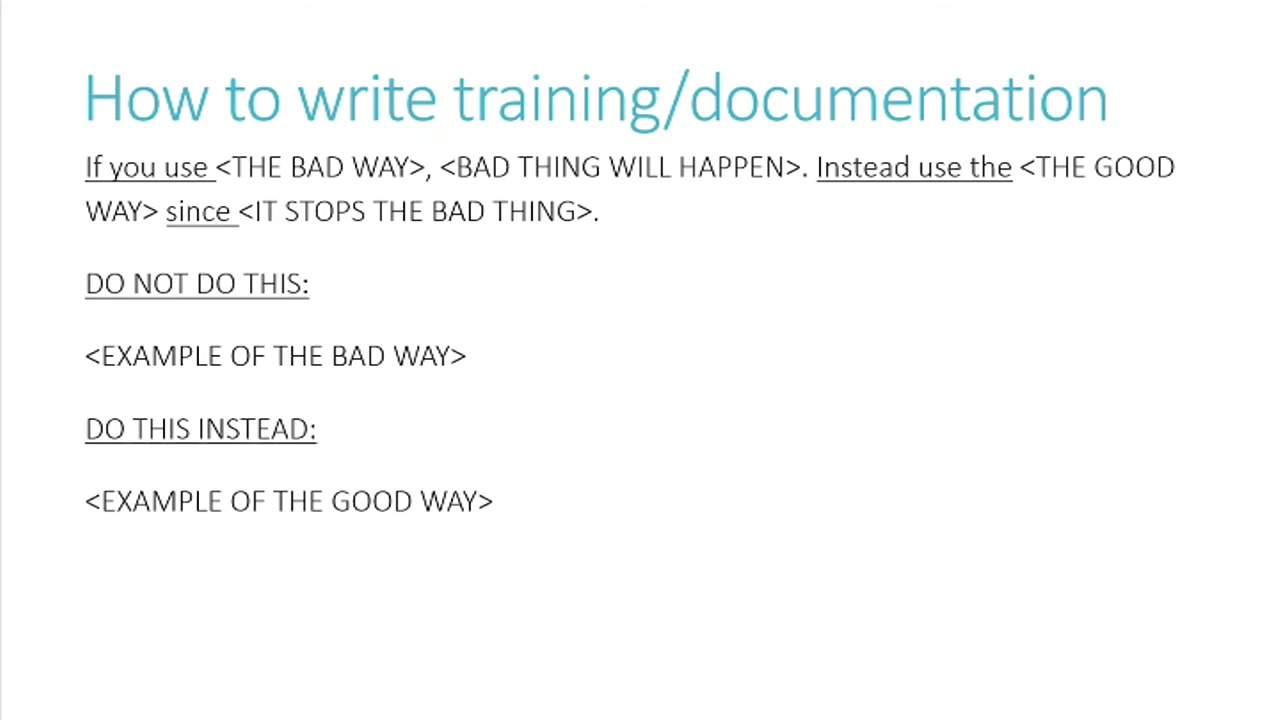 How to write training/documentation
If you use <THE BAD WAY>, <BAD THING WILL HAPPEN>. Instead use the <THE GOOD
WAY> since <IT STOPS THE BAD THING>.
DO NOT DO THIS:
<EXAMPLE OF THE BAD WAY>
DO THIS INSTEAD:
<EXAMPLE OF THE GOOD WAY>